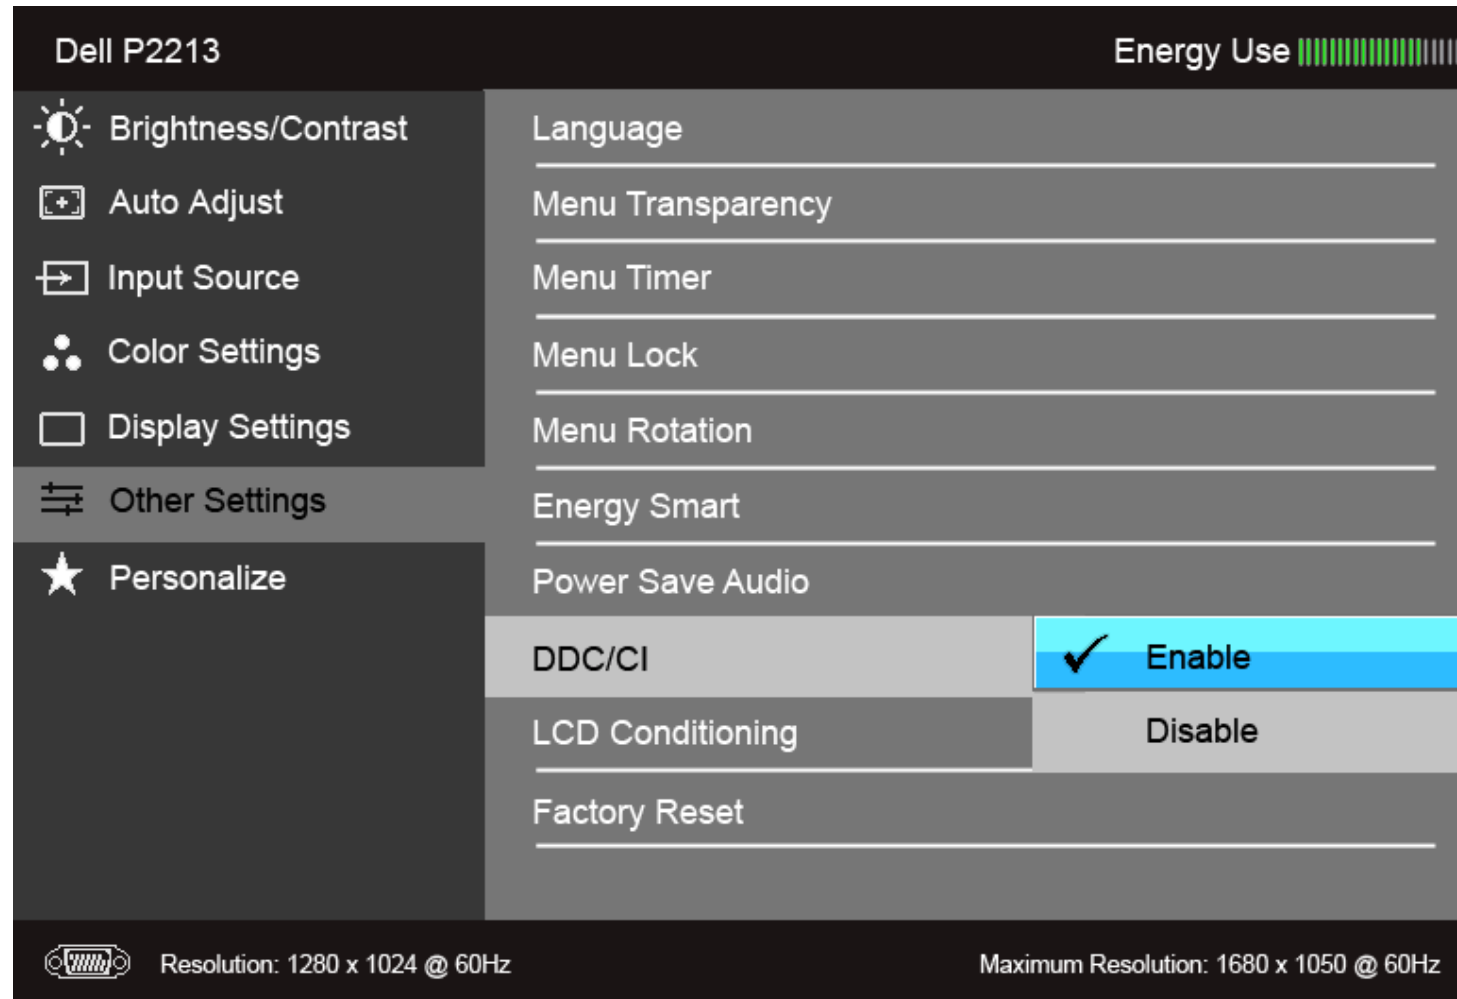 Dell P2213
Energy Use
Brightness/Contrast
Auto Adjust
Input Source
Color Settings
Display Settings
Other Settings
Personalize
Language
Menu Transparency
Menu Timer
Menu Lock
Menu Rotation
Energy Smart
Power Save Audio
DDC/CI
Enable
Disable
LCD Conditioning
Factory Reset
Resolution: 1280 x 1024 @ 60Hz
Maximum Resolution: 1680 x 1050 @ 60Hz